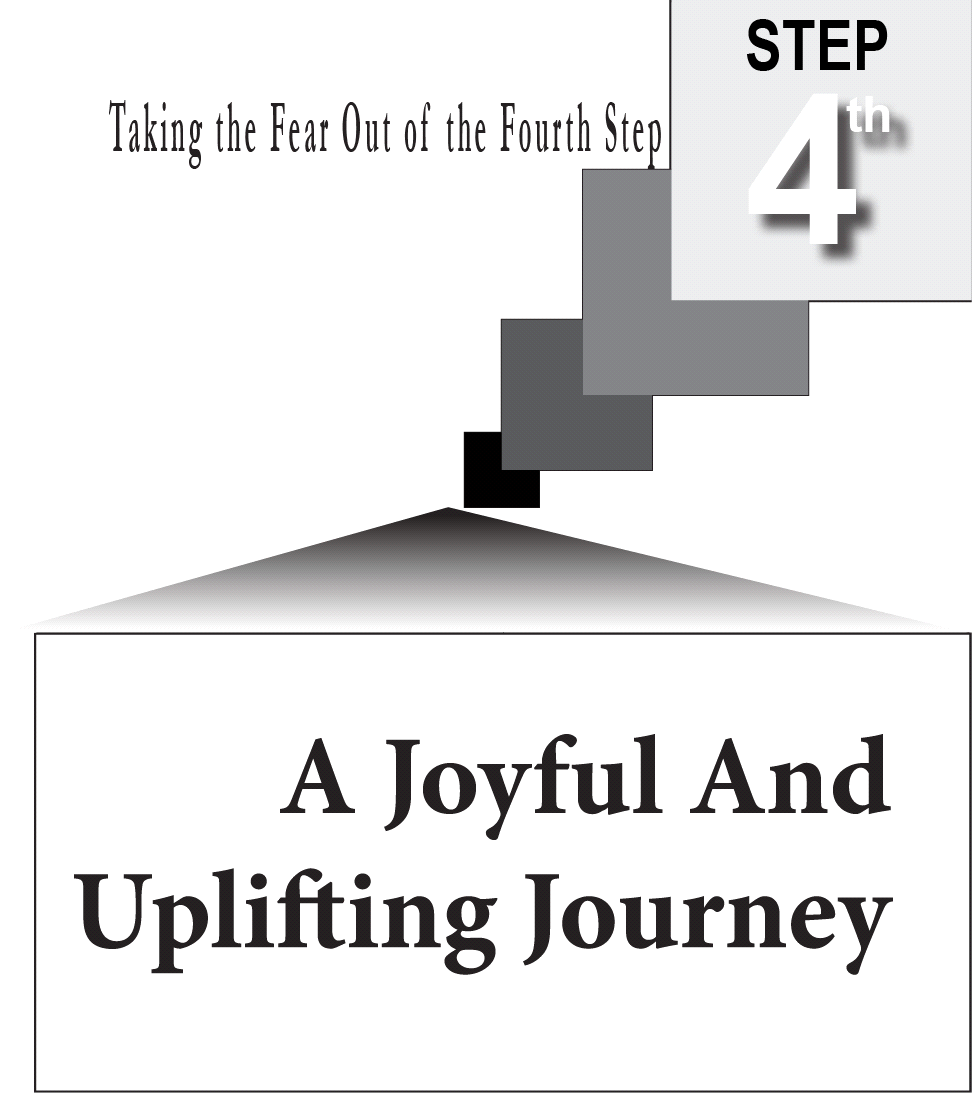 STEP
4th
Taking the Fear Out of the Fourth Step
A Joyful And
Uplifting Journey